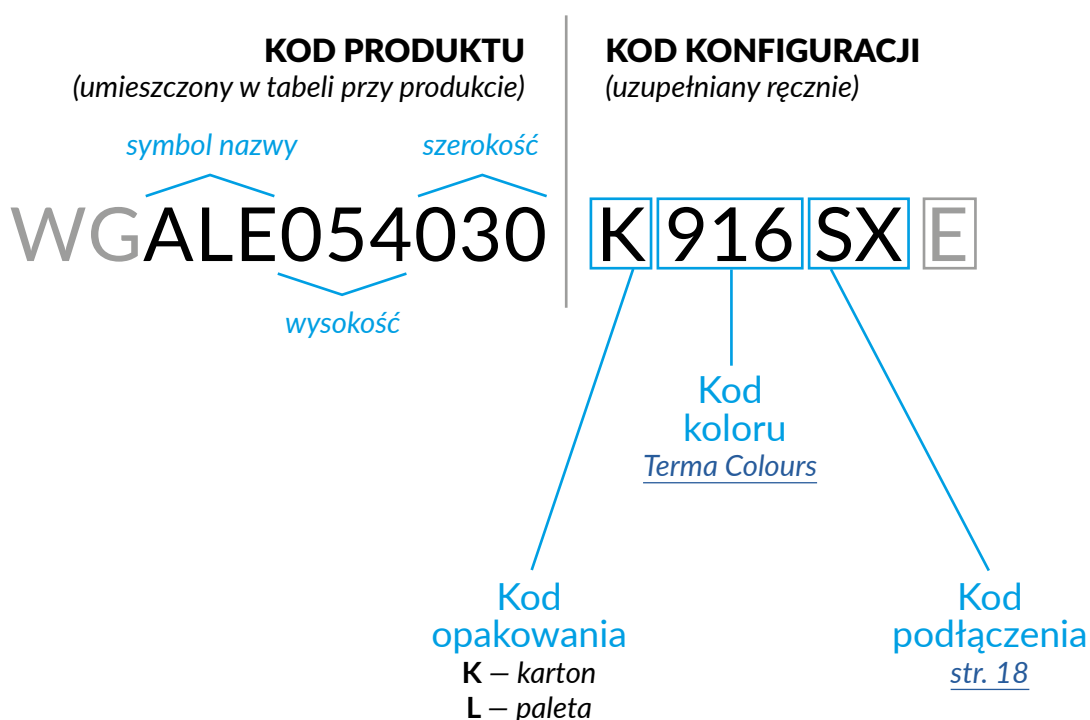 KOD PRODUKTU
(umieszczony w tabeli przy produkcie)
KOD KONFIGURACJI
(uzupełniany ręcznie)
symbol nazwy
szerokość
WGALE054030 K 916 SX E
wysokość
Kod
koloru
Terma Colours
Kod
opakowania
K – karton
L – paleta
Kod
podłączenia
str. 18